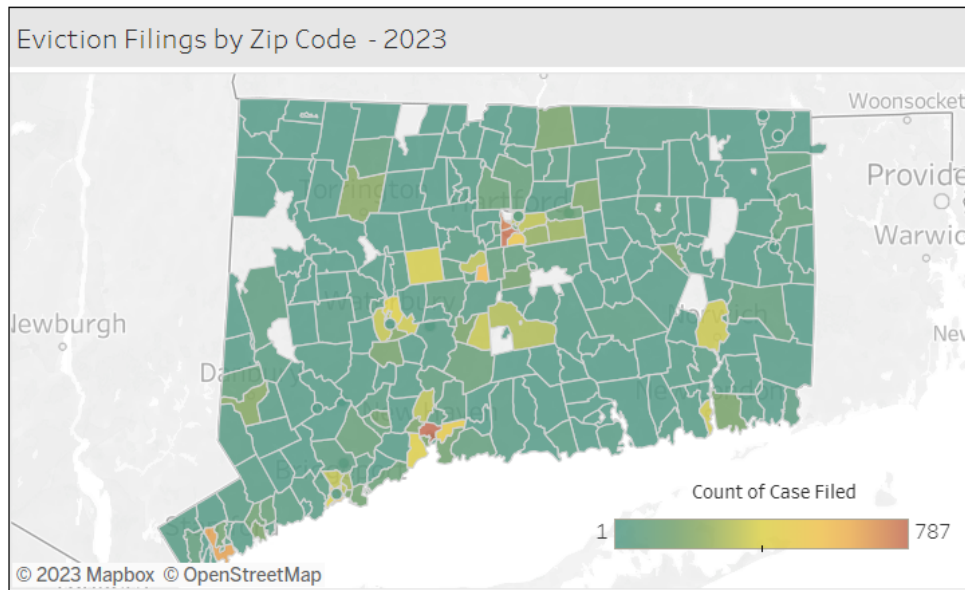 Eviction Filings by Zip Code - 2023
Woonsocket
Torrington
Hartford
Provide
Warwic
Waterbury
Newburgh
Norwich
New
Danbury
New London
New Haven
Count of Case Filed
1
787
© 2023 Mapbox © OpenStreetMap